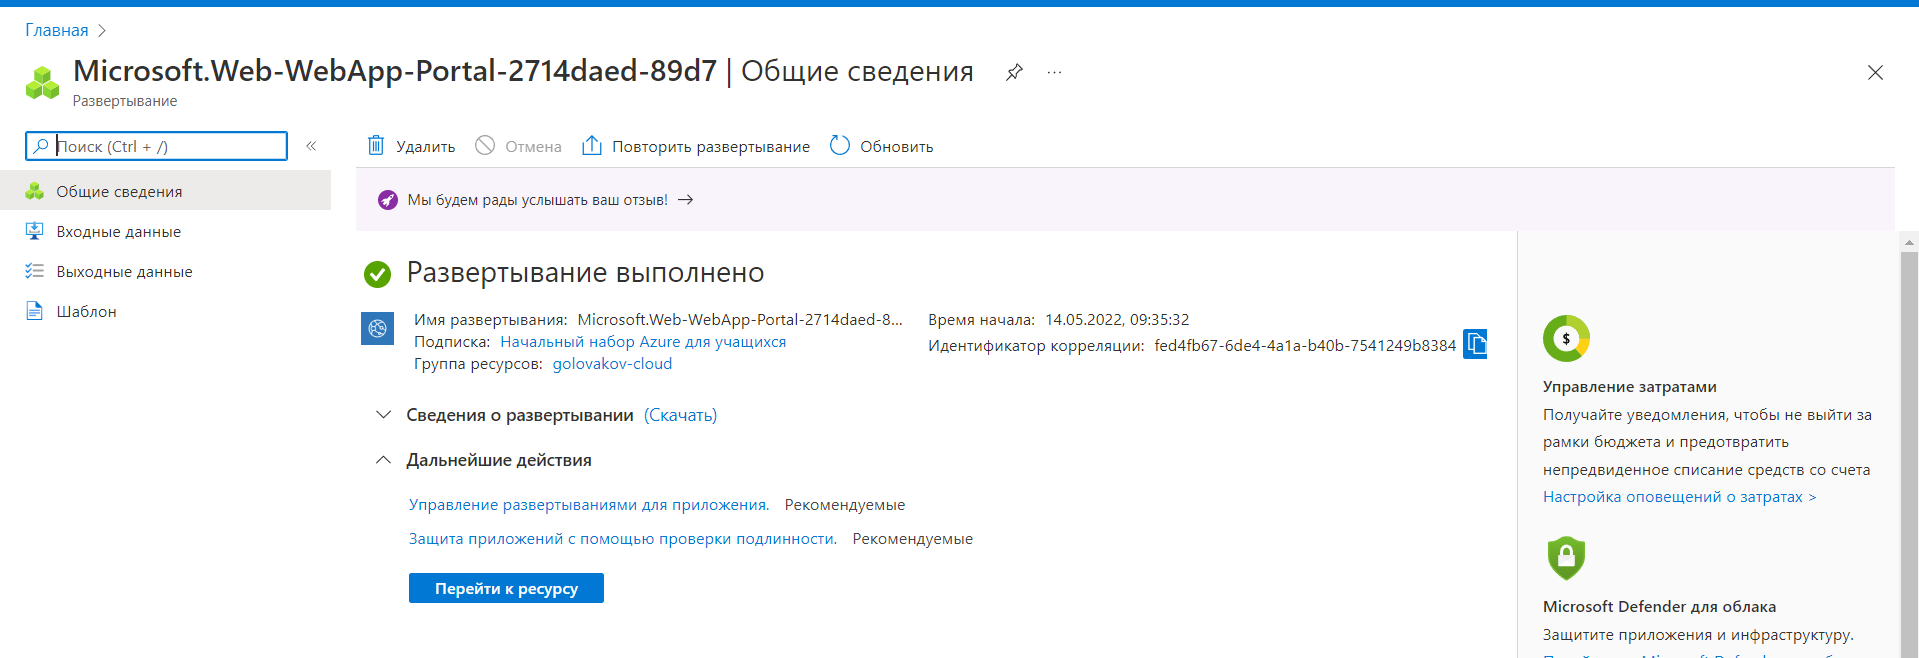 Главная
Microsoft.Web-WebApp-Portal-2714daed-89d7 | Общие сведения
Развертывание
Поиск (Ctrl + /)
Общие сведения
Входные данные
Выходные данные
Шаблон
Удалить Отмена Повторить развертывание Обновить
Мы будем рады услышать ваш отзыв! →
Развертывание выполнено
Имя развертывания: Microsoft.Web-WebApp-Portal-2714daed-8...
Подписка: Начальный набор Azure для учащихся
Группа ресурсов: golovakov-cloud
Время начала: 14.05.2022, 09:35:32
Идентификатор корреляции: fed4fb67-6de4-4a1a-b40b-7541249b8384
Сведения о развертывании (Скачать)
Дальнейшие действия
Управление развертываниями для приложения. Рекомендуемые
Защита приложений с помощью проверки подлинности. Рекомендуемые
Перейти к ресурсу
$
Управление затратами
Получайте уведомления, чтобы не выйти за
рамки бюджета и предотвратить
непредвиденное списание средств со счета
Настройка оповещений о затратах >
Microsoft Defender для облака
Защитите приложения и инфраструктуру.